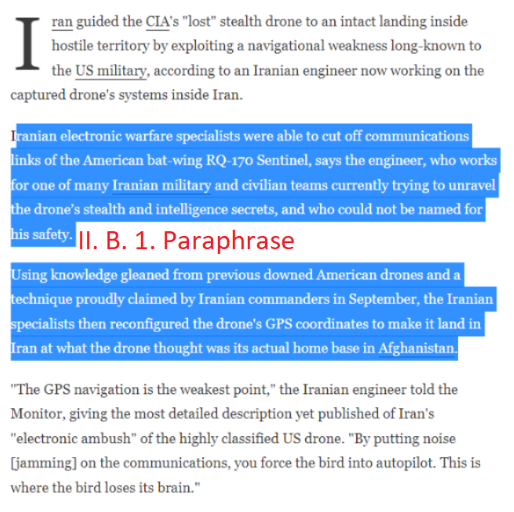 Iran guided the CIA's "lost" stealth drone to an intact landing inside
hostile territory by exploiting a navigational weakness long-known to
the US military, according to an Iranian engineer now working on the
captured drone's systems inside Iran.
Iranian electronic warfare specialists were able to cut off communications
links of the American bat-wing RQ-170 Sentinel, says the engineer, who works
for one of many Iranian military and civilian teams currently trying to unravel
the drone's stealth and intelligence secrets, and who could not be named for
his safety. II. B. 1. Paraphrase
Using knowledge gleaned from previous downed American drones and a
technique proudly claimed by Iranian commanders in September, the Iranian
specialists then reconfigured the drone's GPS coordinates to make it land in
Iran at what the drone thought was its actual home base in Afghanistan.
"The GPS navigation is the weakest point," the Iranian engineer told the
Monitor, giving the most detailed description yet published of Iran's
"electronic ambush" of the highly classified US drone. "By putting noise
[jamming] on the communications, you force the bird into autopilot. This is
where the bird loses its brain."